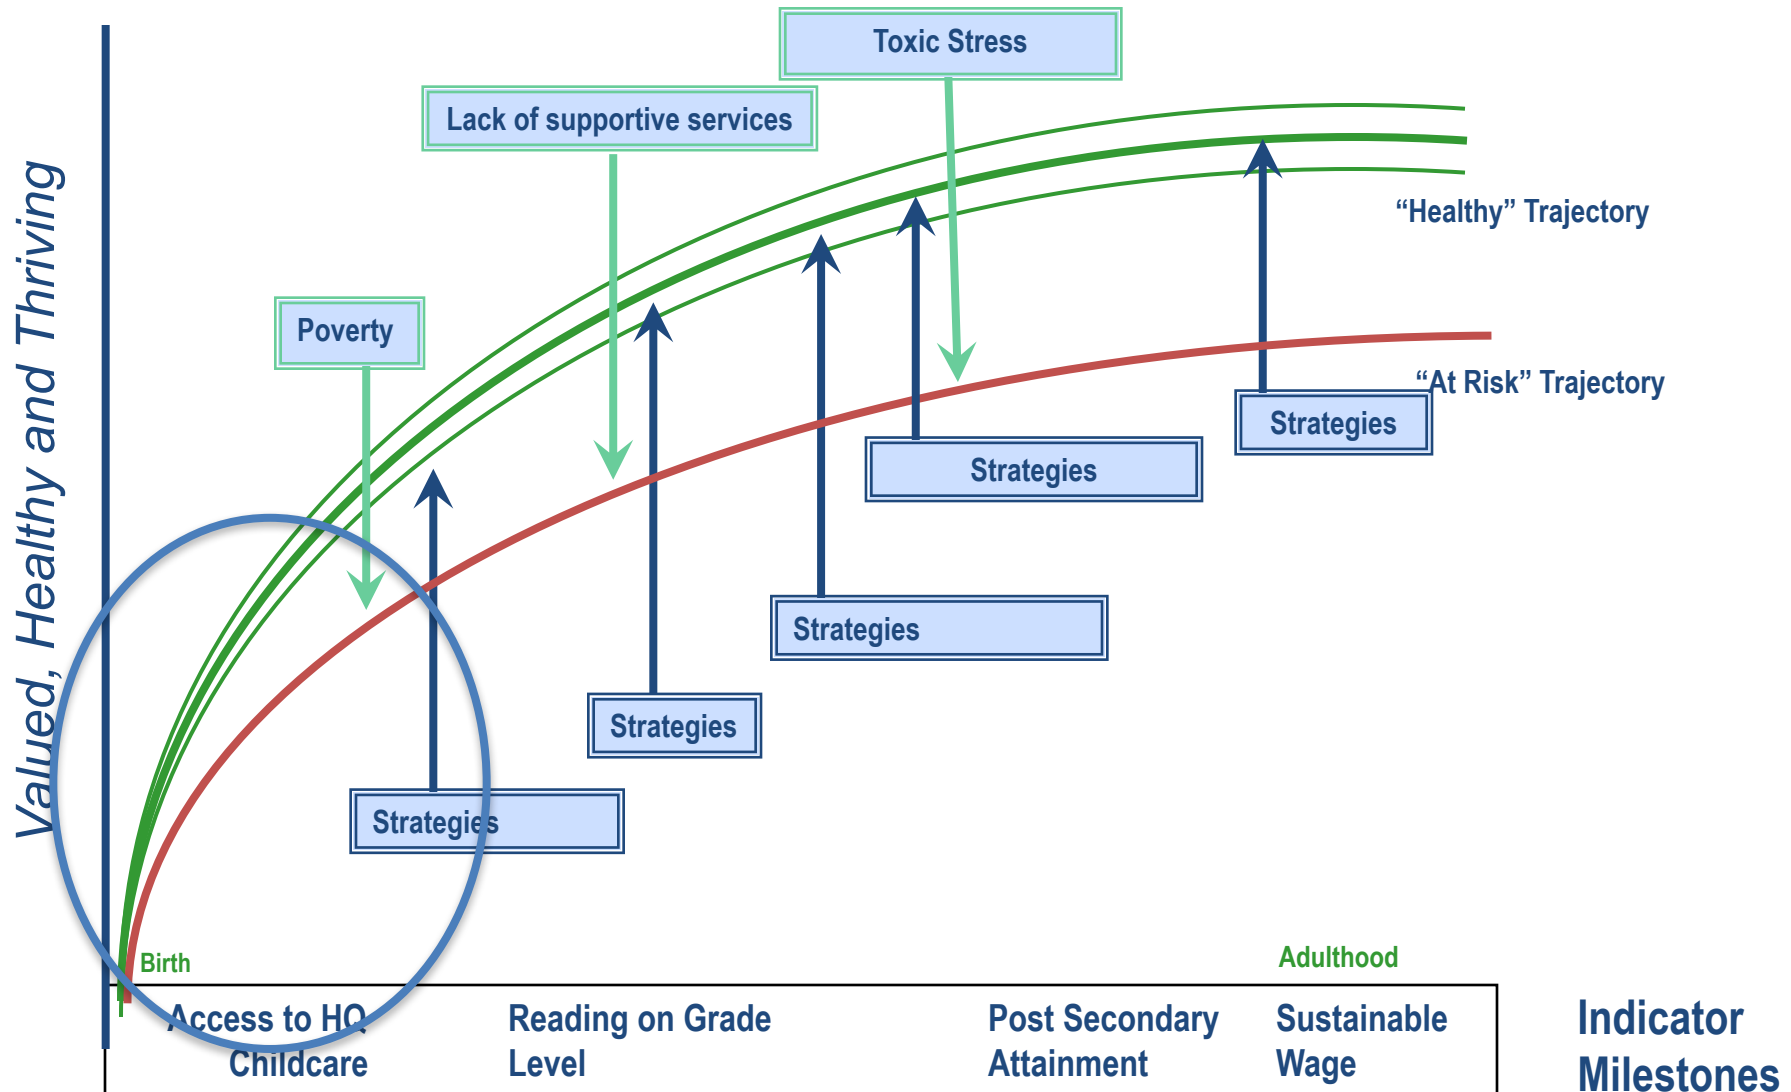 Toxic Stress
Lack of supportive services
Valued, Healthy and Thriving
“Healthy” Trajectory
Poverty
“At Risk” Trajectory
Strategies
Strategies
Strategies
Strategies
Strategies
Birth
Adulthood
Access to HQ
Childcare
Reading on Grade
Level
Post Secondary
Attainment
Sustainable
Wage
Indicator
Milestones